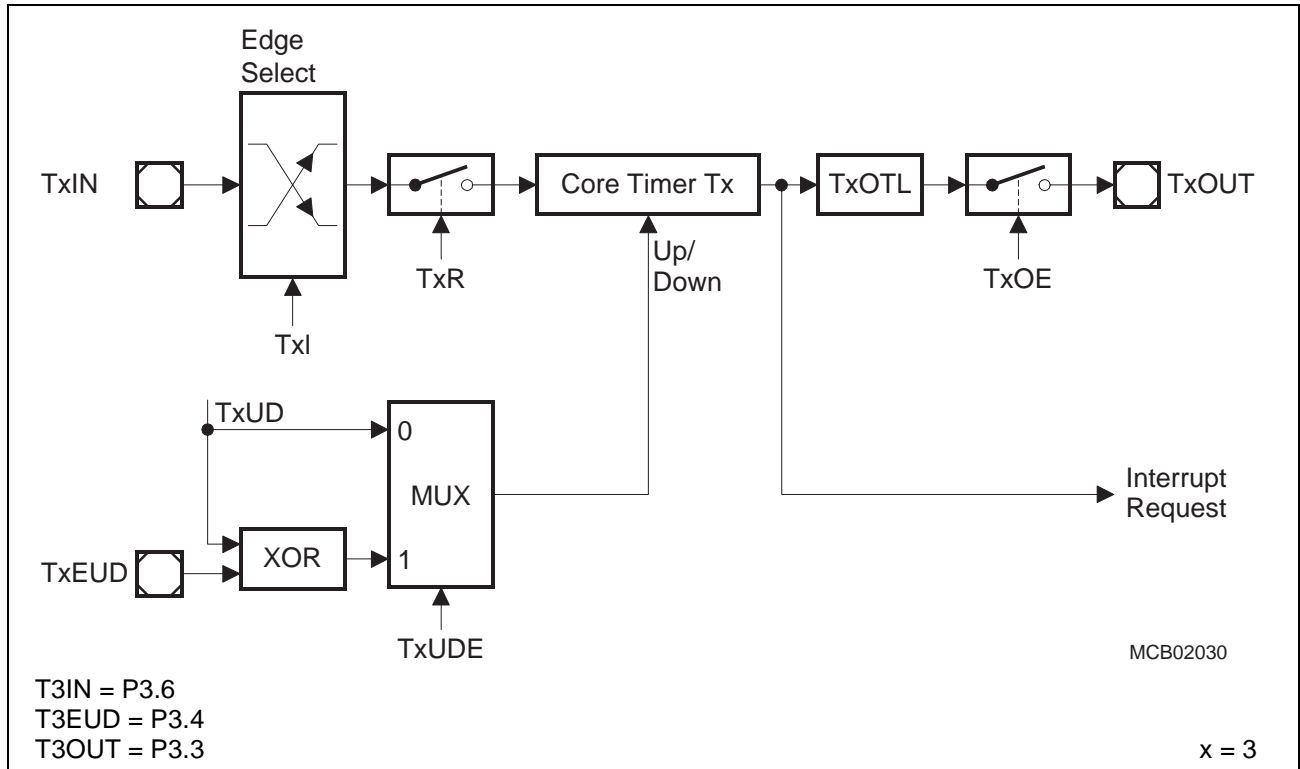 Edge
Select
TxIN
Core Timer Tx
TxOTL
TxOUT
Up/
Down
TxR
TxOE
TxI
TxUD
0
MUX
Interrupt
Request
XOR
1
TxEUD
TxUDE
MCB02030
T3IN = P3.6
T3EUD = P3.4
T3OUT = P3.3
x = 3